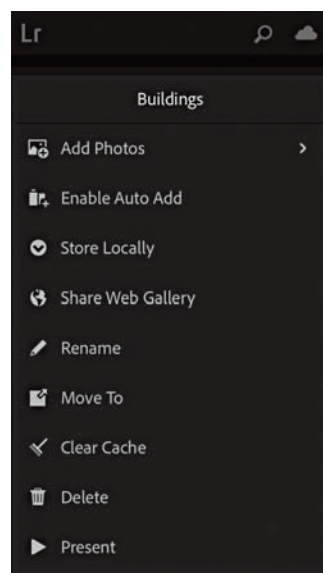 Lr
Buildings
Add Photos
Enable Auto Add
Store Locally
Share Web Gallery
Rename
Move To
Clear Cache
Delete
Present